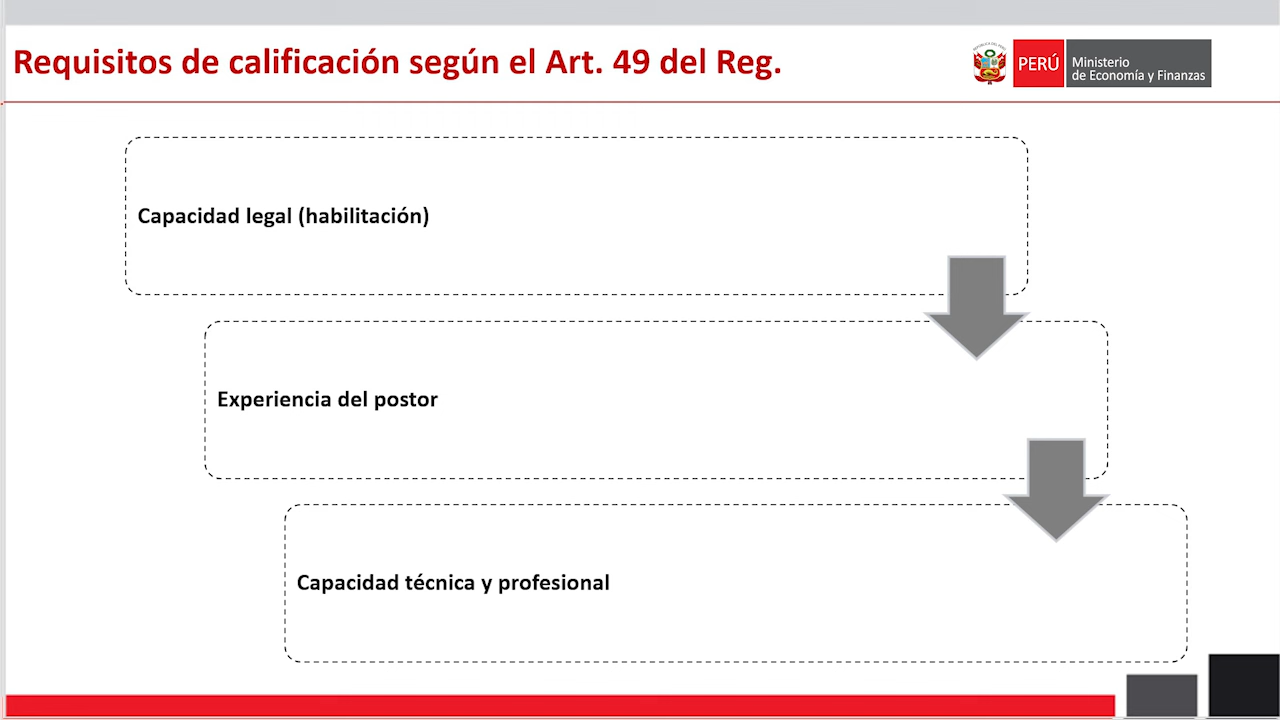 Requisitos de calificación según el Art. 49 del Reg.
PERÚ
Ministerio
de Economía y Finanzas
Capacidad legal (habilitación)
Experiencia del postor
Capacidad técnica y profesional